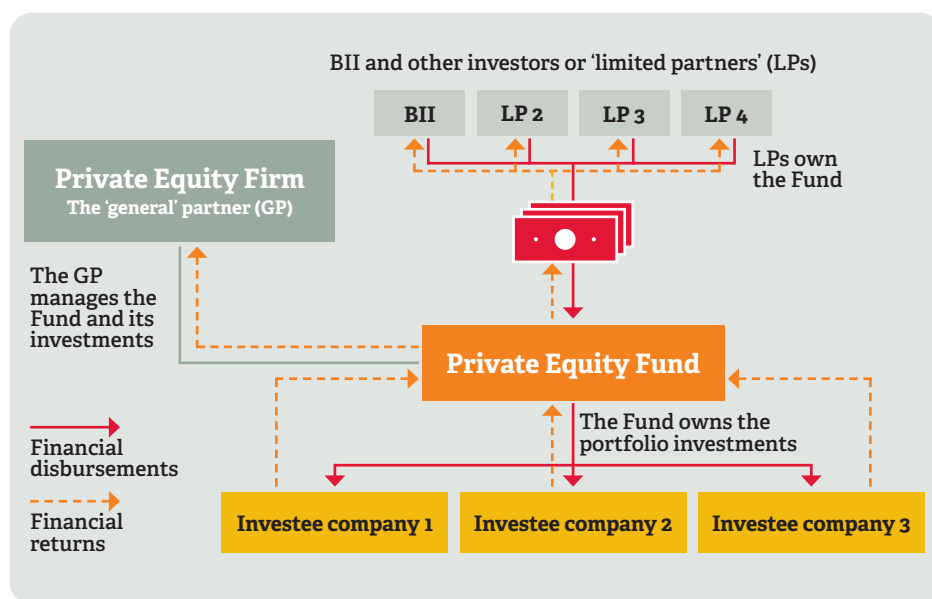 BII and other investors or ‘limited partners’ (LPs)
BII
LP 2
LP 3
LP 4
LPs own
the Fund
Private Equity Firm
The ‘general’ partner (GP)
The GP
manages the
Fund and its
investments
Private Equity Fund
The Fund owns the
portfolio investments
Financial
disbursements
Financial
returns
Investee company 1
Investee company 2
Investee company 3